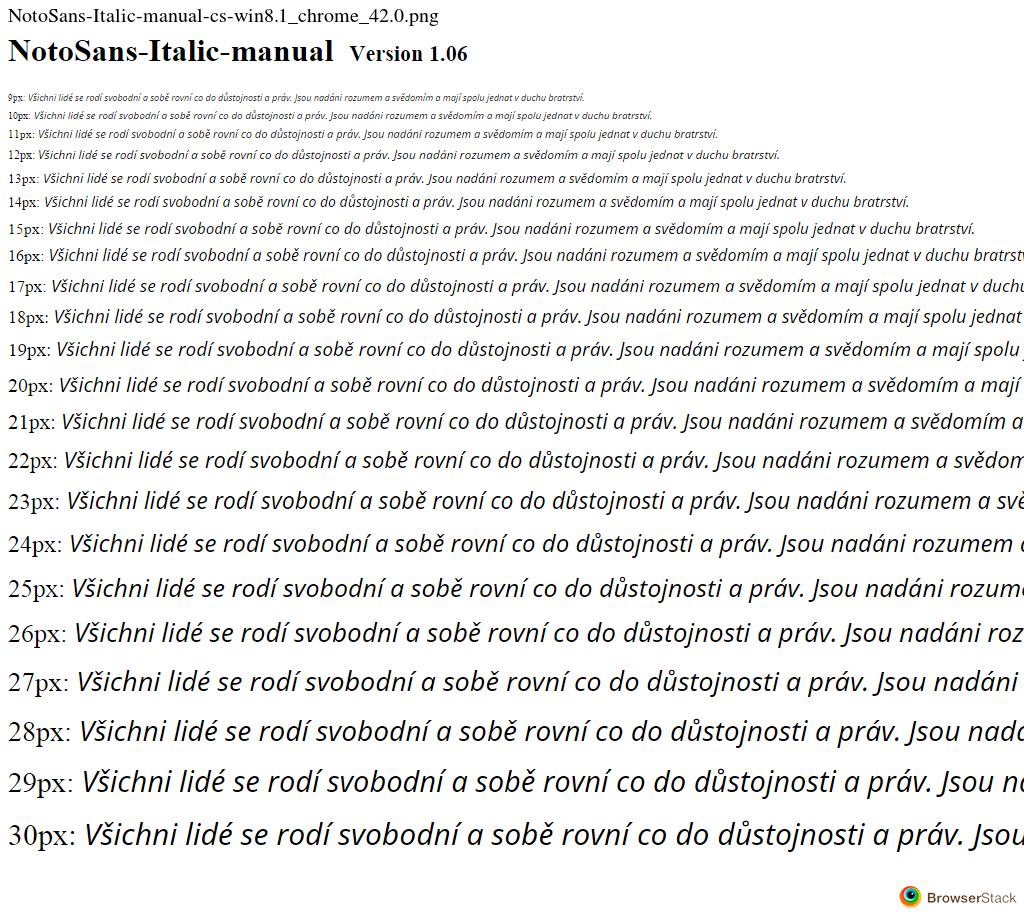 NotoSans-Italic-manual-cs-win8.1_chrome_42.0.png
NotoSans-Italic-manual Version 1.06
9px: Všichni lidé se rodí svobodní a sobě rovní co do důstojnosti a práv. Jsou nadáni rozumem a svědomím a mají spolu jednat v duchu bratrství.
10px: Všichni lidé se rodí svobodní a sobě rovní co do důstojnosti a práv. Jsou nadáni rozumem a svědomím a mají spolu jednat v duchu bratrství.
11px: Všichni lidé se rodí svobodní a sobě rovní co do důstojnosti a práv. Jsou nadáni rozumem a svědomím a mají spolu jednat v duchu bratrství.
12px: Všichni lidé se rodí svobodní a sobě rovní co do důstojnosti a práv. Jsou nadáni rozumem a svědomím a mají spolu jednat v duchu bratrství.
13px: Všichni lidé se rodí svobodní a sobě rovní co do důstojnosti a práv. Jsou nadáni rozumem a svědomím a mají spolu jednat v duchu bratrství.
14px: Všichni lidé se rodí svobodní a sobě rovní co do důstojnosti a práv. Jsou nadáni rozumem a svědomím a mají spolu jednat v duchu bratrství.
15px: Všichni lidé se rodí svobodní a sobě rovní co do důstojnosti a práv. Jsou nadáni rozumem a svědomím a mají spolu jednat v duchu bratrství.
16px: Všichni lidé se rodí svobodní a sobě rovní co do důstojnosti a práv. Jsou nadáni rozumem a svědomím a mají spolu jednat v duchu bratrst
17px: Všichni lidé se rodí svobodní a sobě rovní co do důstojnosti a práv. Jsou nadáni rozumem a svědomím a mají spolu jednat v duchu
18px: Všichni lidé se rodí svobodní a sobě rovní co do důstojnosti a práv. Jsou nadáni rozumem a svědomím a mají spolu jednat
19px: Všichni lidé se rodí svobodní a sobě rovní co do důstojnosti a práv. Jsou nadáni rozumem a svědomím a mají spolu
20px: Všichni lidé se rodí svobodní a sobě rovní co do důstojnosti a práv. Jsou nadáni rozumem a svědomím a mají
21px: Všichni lidé se rodí svobodní a sobě rovní co do důstojnosti a práv. Jsou nadáni rozumem a svědomím a
22px: Všichni lidé se rodí svobodní a sobě rovní co do důstojnosti a práv. Jsou nadáni rozumem a svědom
23px: Všichni lidé se rodí svobodní a sobě rovní co do důstojnosti a práv. Jsou nadáni rozumem a svě
24px: Všichni lidé se rodí svobodní a sobě rovní co do důstojnosti a práv. Jsou nadáni rozumem
25px: Všichni lidé se rodí svobodní a sobě rovní co do důstojnosti a práv. Jsou nadáni rozum
26px: Všichni lidé se rodí svobodní a sobě rovní co do důstojnosti a práv. Jsou nadáni roz
27px: Všichni lidé se rodí svobodní a sobě rovní co do důstojnosti a práv. Jsou nadáni
28px: Všichni lidé se rodí svobodní a sobě rovní co do důstojnosti a práv. Jsou nadá
29px: Všichni lidé se rodí svobodní a sobě rovní co do důstojnosti a práv. Jsou na
30px: Všichni lidé se rodí svobodní a sobě rovní co do důstojnosti a práv. Jsou
BrowserStack